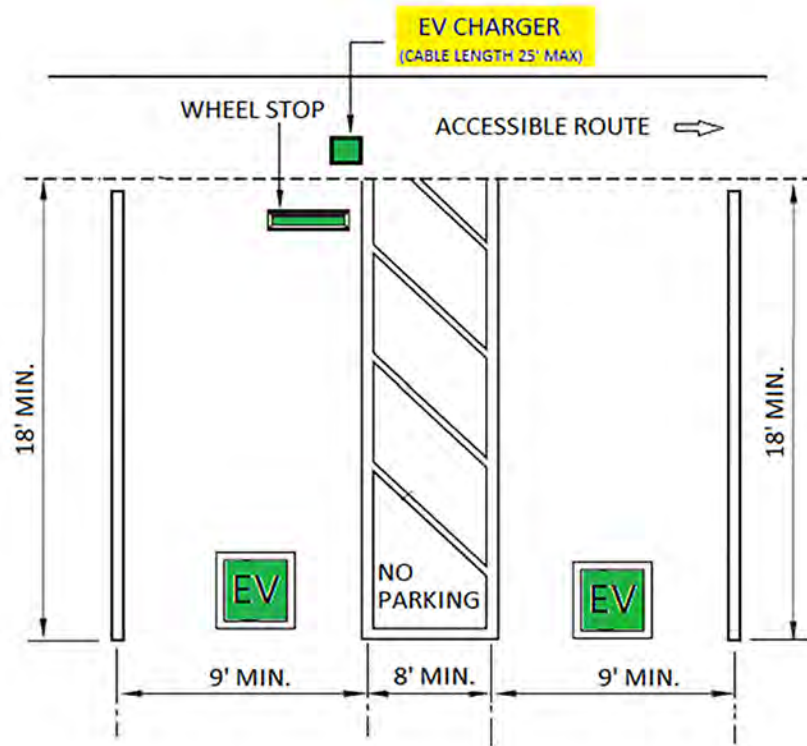 EV CHARGER
(CABLE LENGTH 25' MAX)
WHEEL STOP
ACCESSIBLE ROUTE
18' MIN.
18' MIN.
EV
NO
PARKING
EV
9' MIN.
8' MIN.
9' MIN.